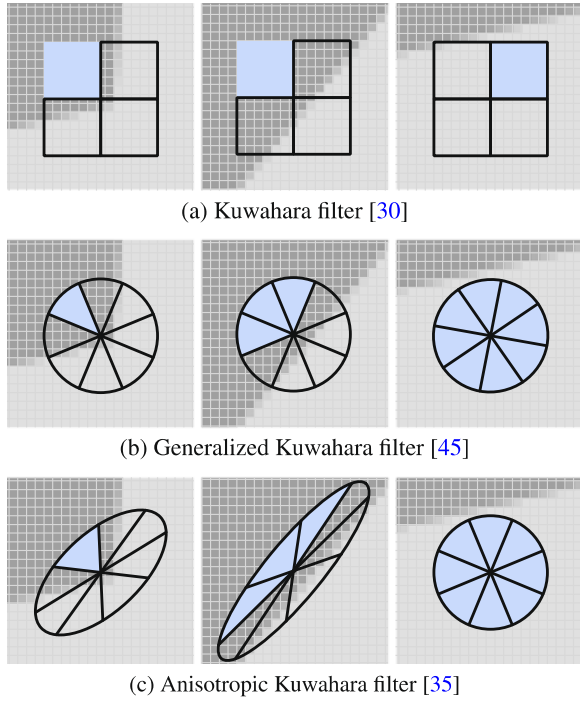 (a) Kuwahara filter [30]
(b) Generalized Kuwahara filter [45]
(c) Anisotropic Kuwahara filter [35]